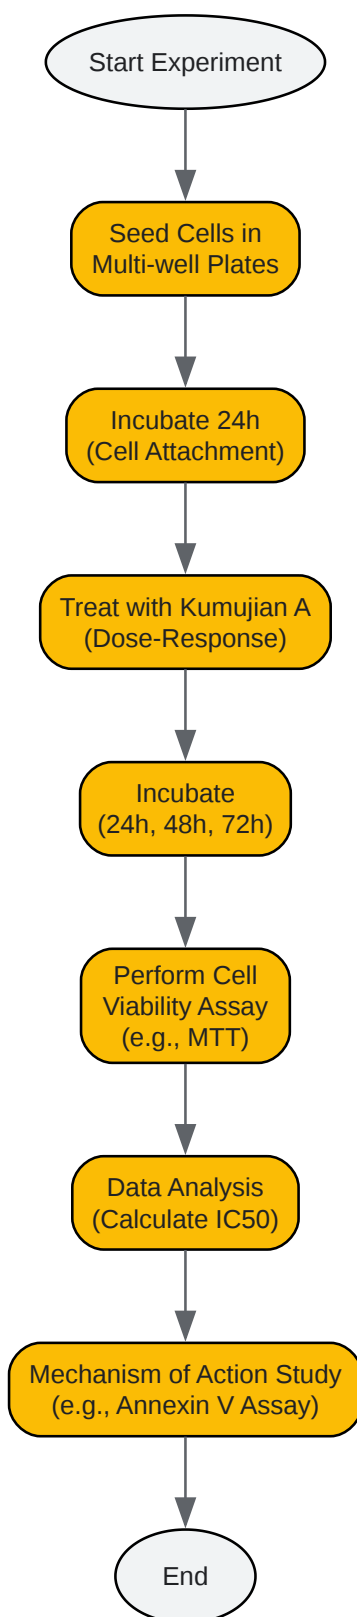 Start Experiment
Seed Cells in
Multi-well Plates
Incubate 24h
(Cell Attachment)
Treat with Kumujian A
(Dose-Response)
Incubate
(24h, 48h, 72h)
Perform Cell
Viability Assay
(e.g., MTT)
Data Analysis
(Calculate IC50)
Mechanism of Action Study
(e.g., Annexin V Assay)
End